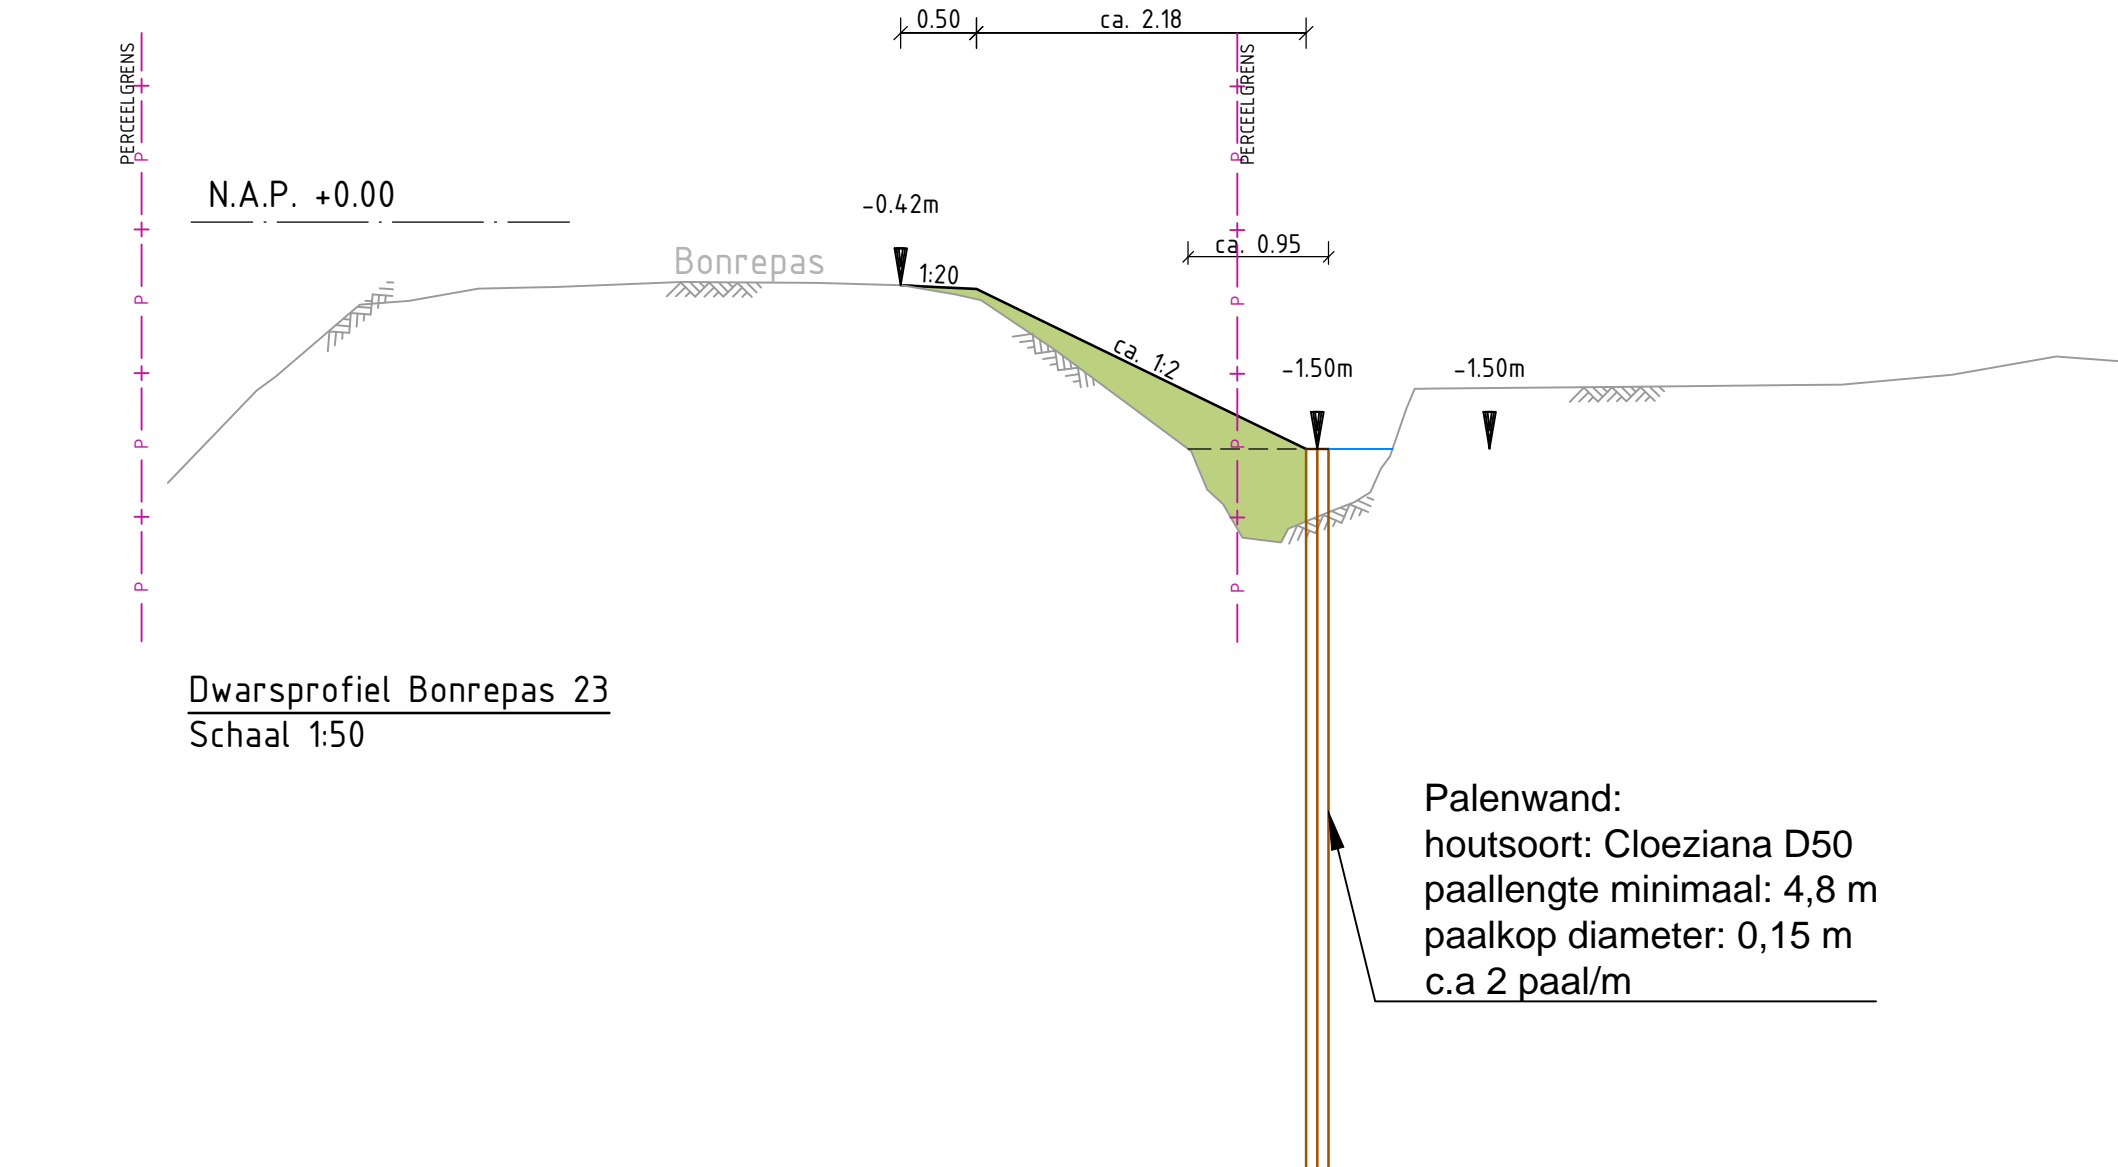 0.50
ca. 2.18
PERCEELGRENS
PERCEELGRENS
P
P
N.A.P. +0.00
-0.42m
ca. 0.95
Bonrepas
1:20
P
P
ca. 1:2
-1.50m
-1.50m
P
P
P
P
Dwarsprofiel Bonrepas 23
Schaal 1:50
Palenwand:
houtsoort: Cloeziana D50
paallengte minimaal: 4,8 m
paalkop diameter: 0,15 m
c.a 2 paal/m